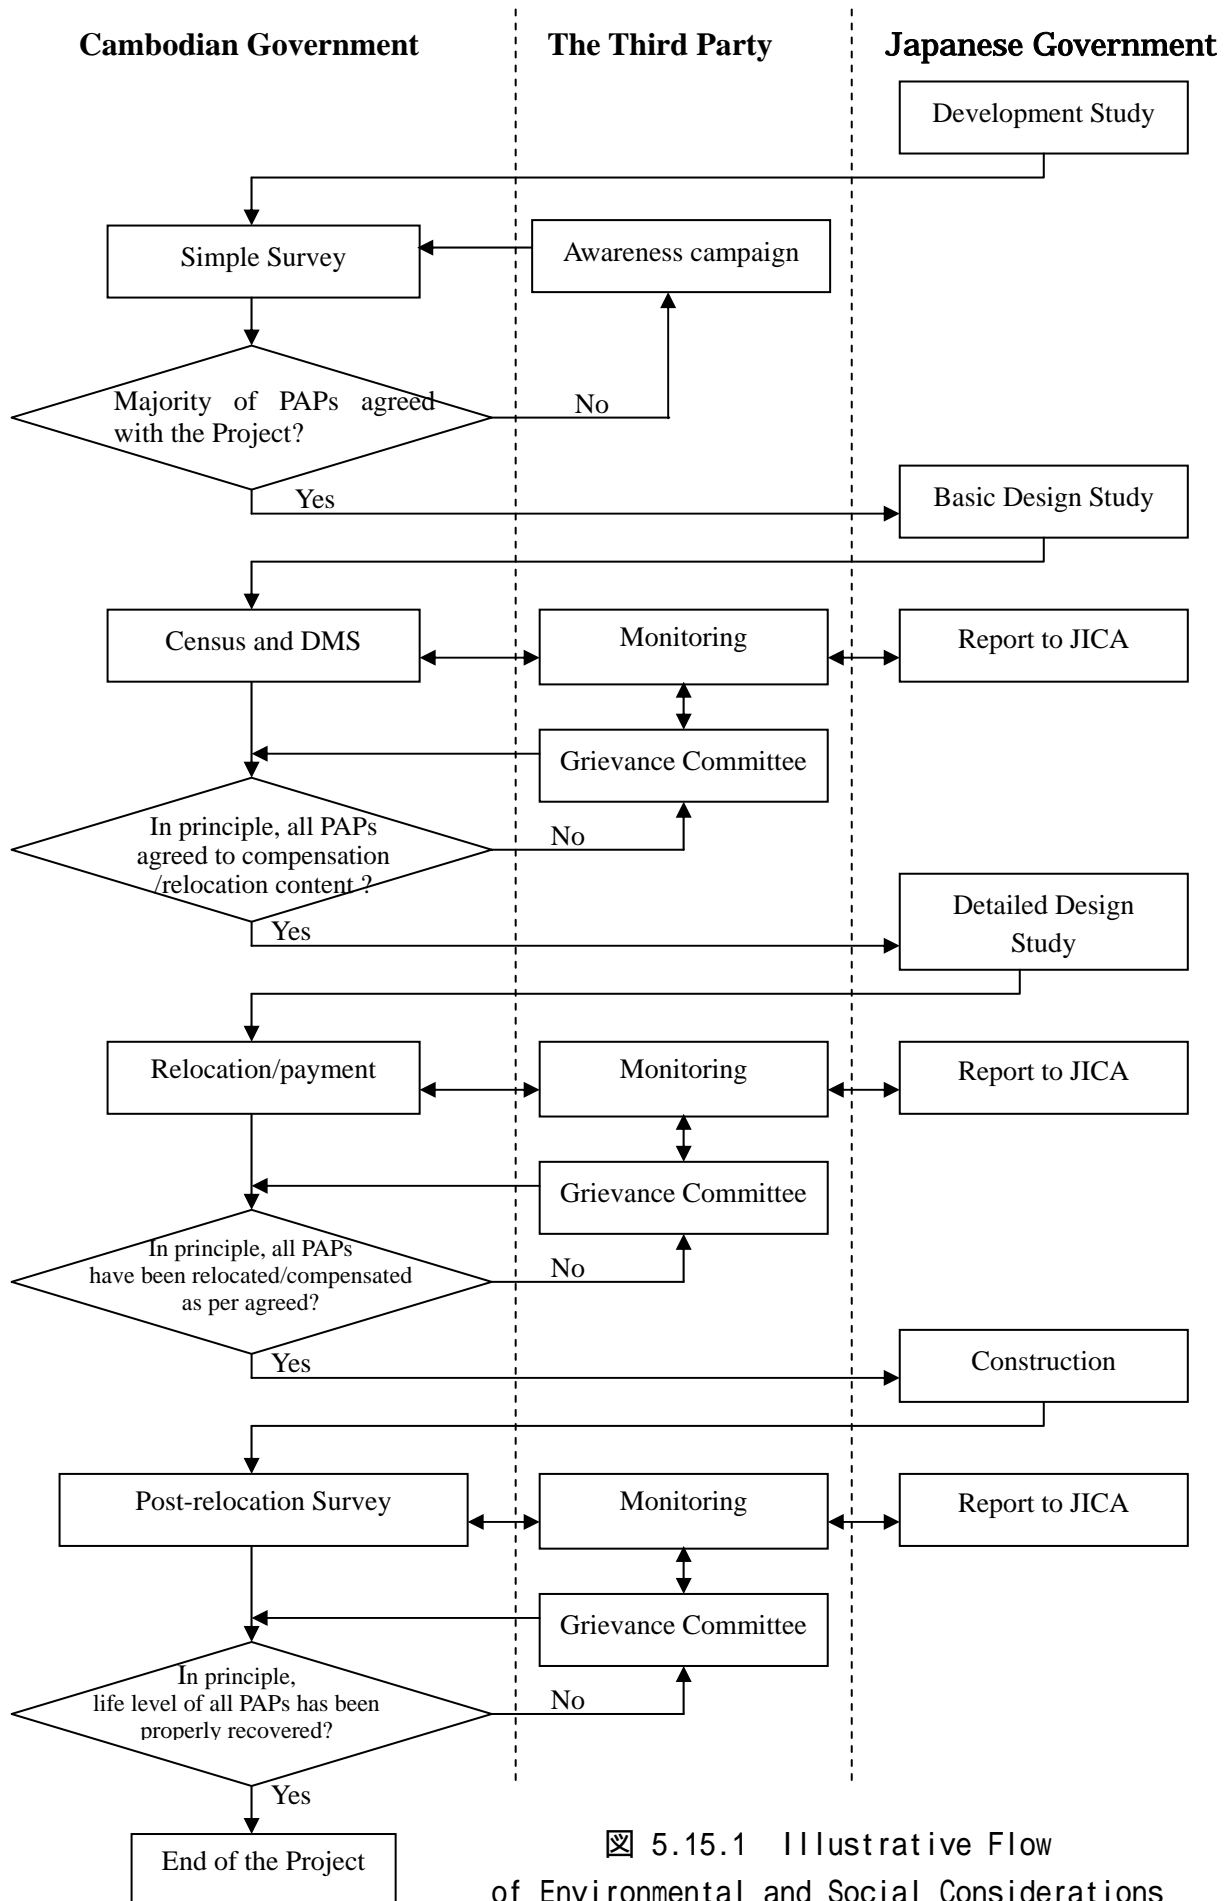 Cambodian Government
The Third Party
Japanese Government
Development Study
Simple Survey
Awareness campaign
Majority of PAPs agreed
with the Project?
No
Yes
Basic Design Study
Census and DMS
Monitoring
Report to JICA
Grievance Committee
In principle, all PAPs
agreed to compensation
/relocation content ?
No
Yes
Detailed Design
Study
Relocation/payment
Monitoring
Report to JICA
Grievance Committee
In principle, all PAPs
have been relocated/compensated
as per agreed?
No
Yes
Construction
Post-relocation Survey
Monitoring
Report to JICA
Grievance Committee
In principle,
life level of all PAPs has been
properly recovered?
No
Yes
End of the Project
図 5.15.1 Illustrative Flow
of Environmental and Social Considerations